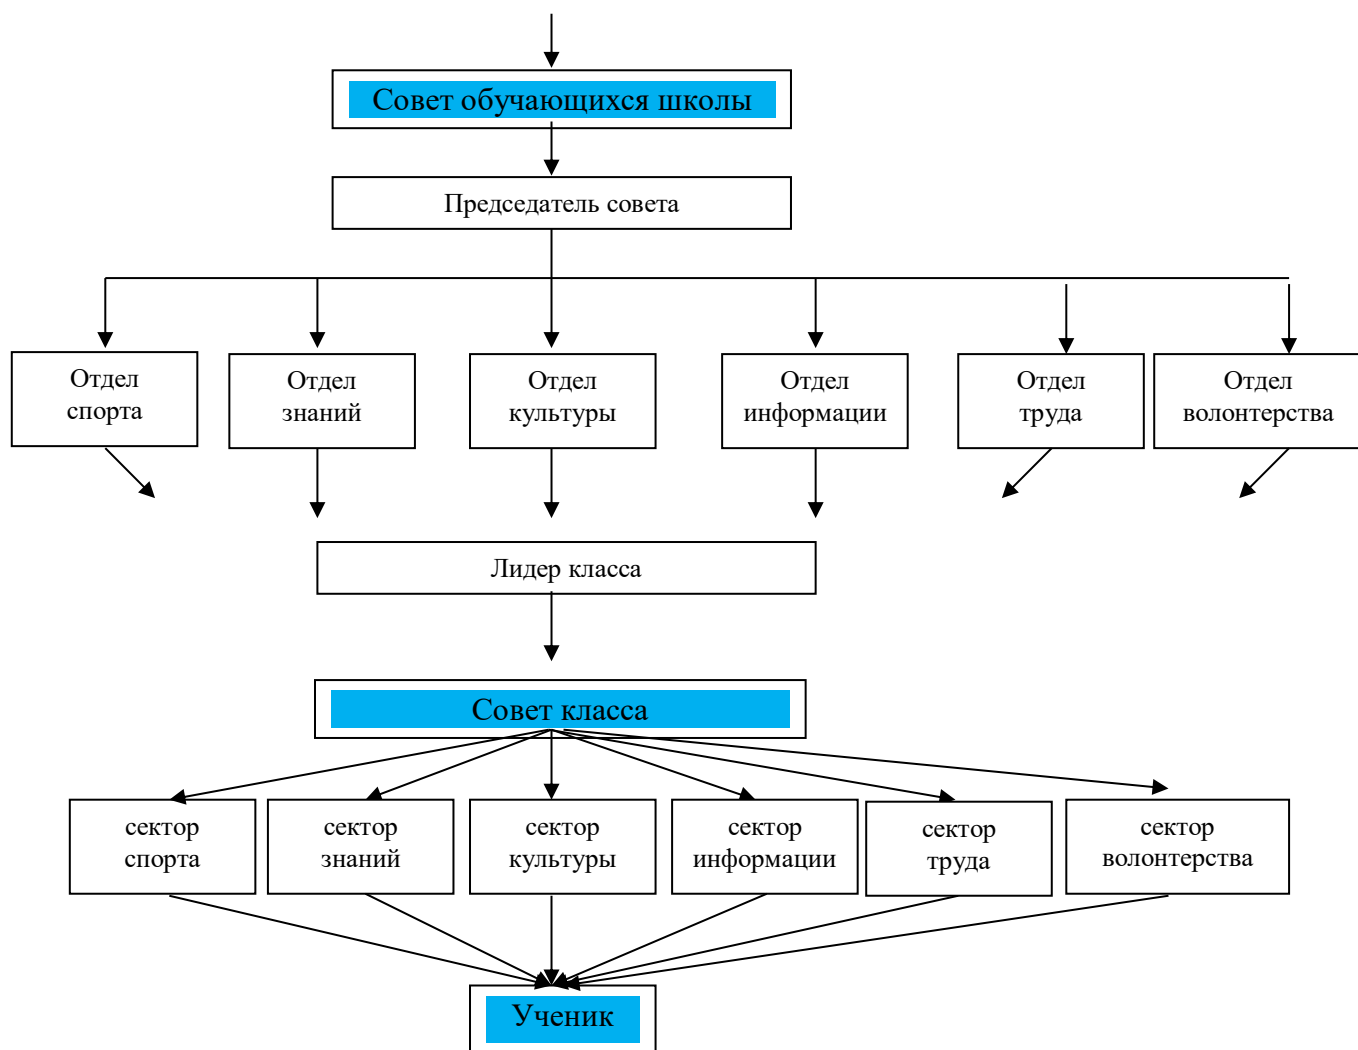 Совет обучающихся школы
Председатель совета
Отдел
спорта
Отдел
знаний
Отдел
культуры
Отдел
информации
Отдел
труда
Отдел
волонтерства
Лидер класса
Совет класса
сектор
спорта
сектор
знаний
сектор
культуры
сектор
информации
сектор
труда
сектор
волонтерства
Ученик